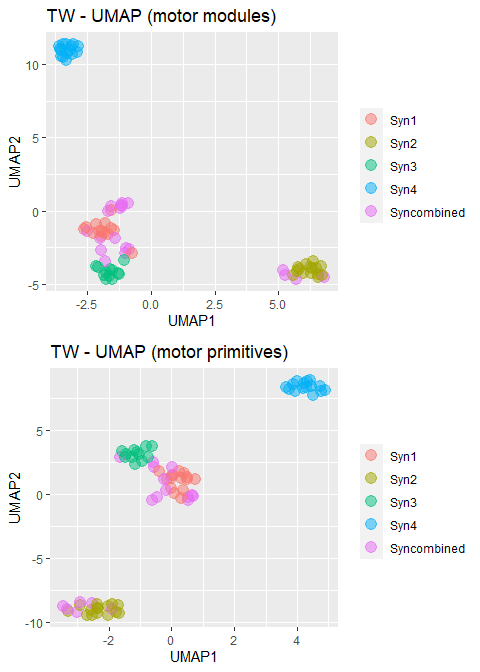 TW - UMAP (motor modules)
10
5
0
-5
UMAP2
-2.5 0.0 2.5 5.0
UMAP1
Syn1
Syn2
Syn3
Syn4
Syncombined
TW - UMAP (motor primitives)
5
0
-5
-10
UMAP2
-2 0 2 4
UMAP1
Syn1
Syn2
Syn3
Syn4
Syncombined